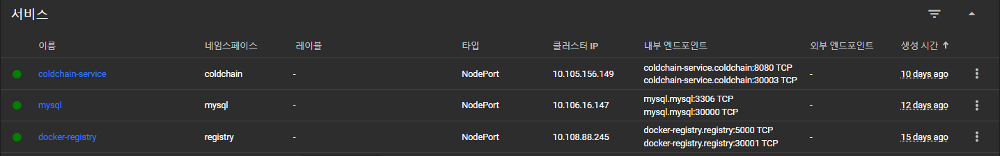 서비스
이름 네임스페이스 레이블 타입 클러스터 IP 내부 엔드포인트 외부 엔드포인트 생성 시간
coldchain-service coldchain - NodePort 10.105.156.149 coldchain-service.coldchain:8080 TCP - 10 days ago
coldchain-service.coldchain:30003 TCP
mysql mysql - NodePort 10.106.16.147 mysql.mysql:3306 TCP - 12 days ago
mysql.mysql:30000 TCP
docker-registry registry - NodePort 10.108.88.245 docker-registry.registry:5000 TCP - 15 days ago
docker-registry.registry:30001 TCP